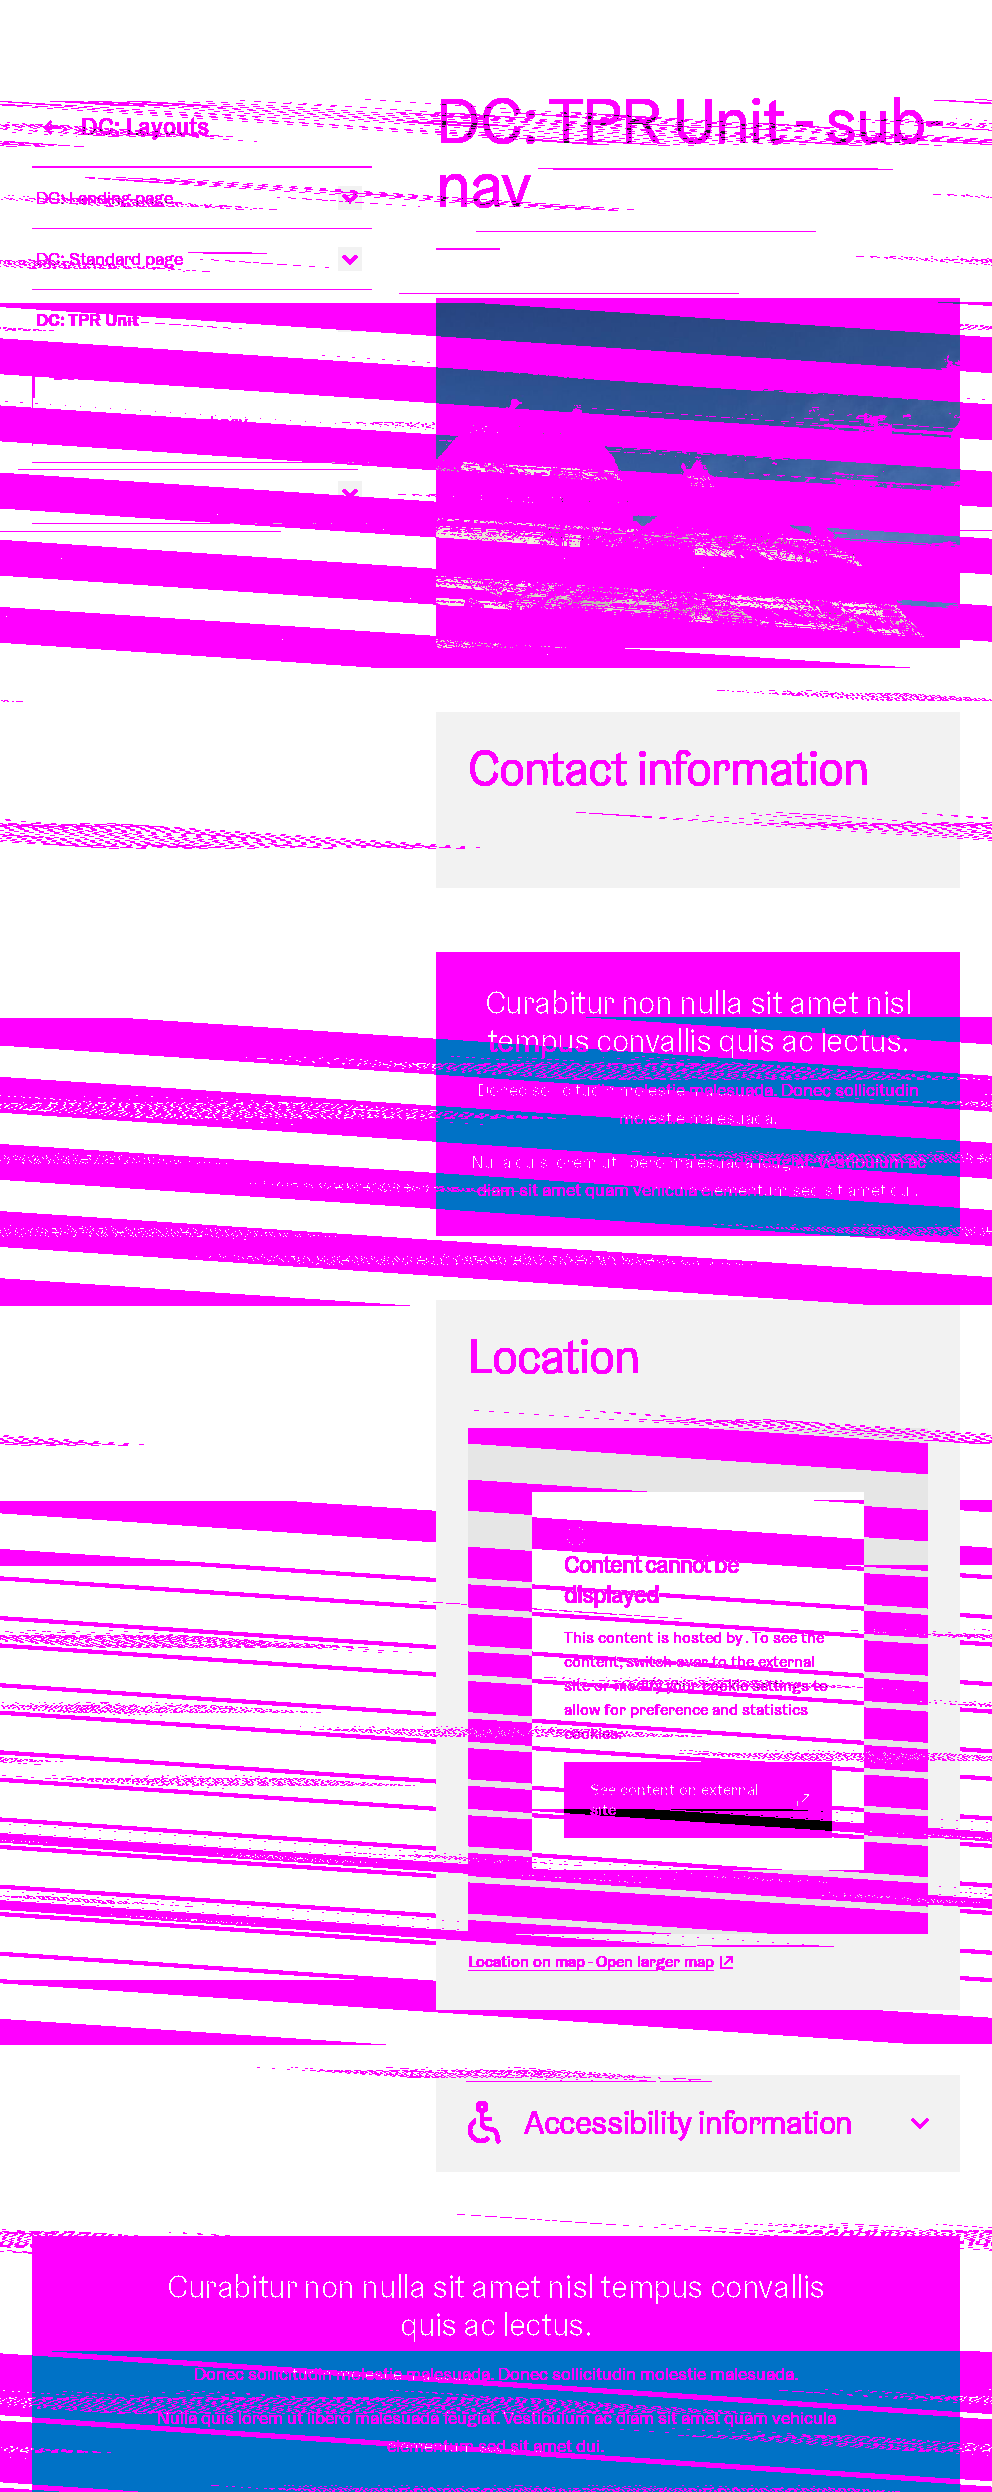 DC: Layouts
DC: Landing page
DC: Standard page
DC: TPR Unit
DC: TPR Unit - sub-
nav
Contact information
Curabitur non nulla sit amet nisl
tempus convallis quis ac lectus.
Donec sollicitudin molestie malesuada. Donec sollicitudin
molestie malesuada.
Nulla quis lorem ut libero malesuada feugiat. Vestibulum ac
diam sit amet quam vehicula elementum sed sit amet dui.
Location
Content cannot be
displayed
This content is hosted by . To see the
content, switch over to the external
site or modify your cookie settings to
allow for preference and statistics
cookies.
See content on external
site
Location on map - Open larger map
Accessibility information
Curabitur non nulla sit amet nisl tempus convallis
quis ac lectus.
Donec sollicitudin molestie malesuada. Donec sollicitudin molestie malesuada.
Nulla quis lorem ut libero malesuada feugiat. Vestibulum ac diam sit amet quam vehicula
elementum sed sit amet dui.